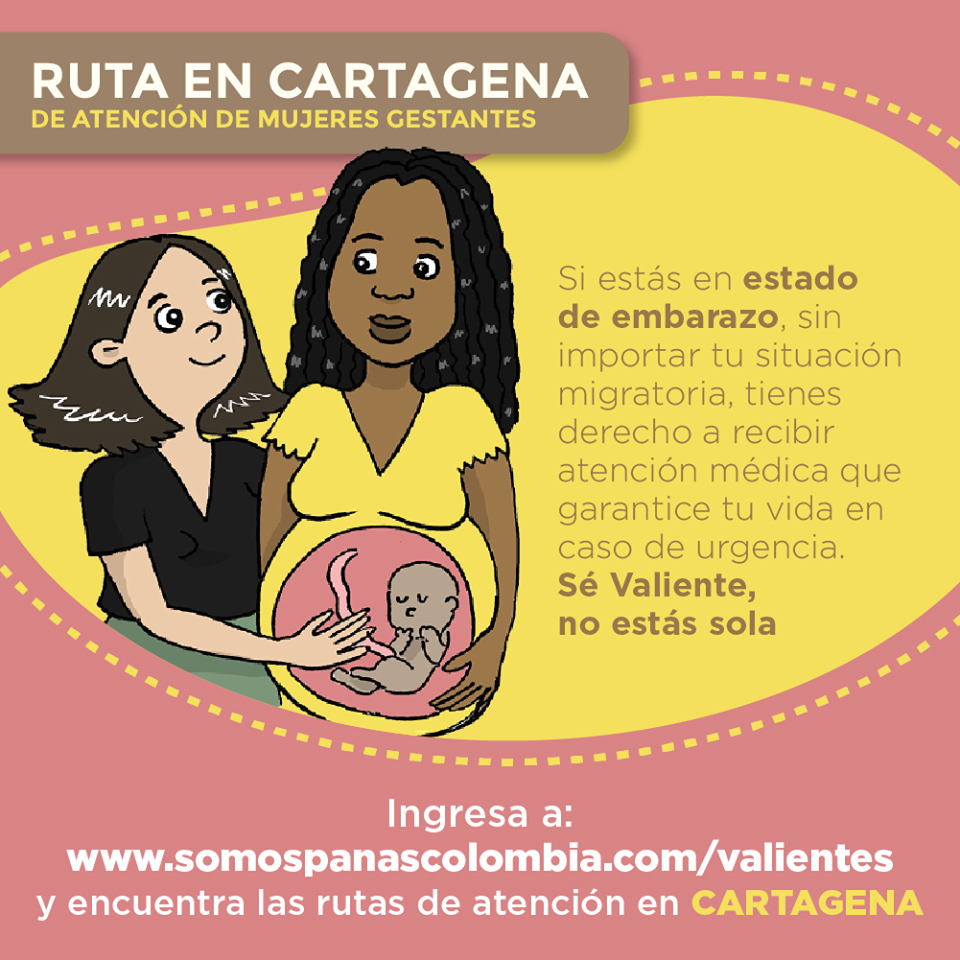 RUTA EN CARTAGENA
DE ATENCIÓN DE MUJERES GESTANTES
Si estás en estado
de embarazo, sin
importar tu situación
migratoria, tienes
derecho a recibir
atención médica que
garantice tu vida en
caso de urgencia.
Sé Valiente,
no estás sola
Ingresa a:
www.somospanascolombia.com/valientes
y encuentra las rutas de atención en CARTAGENA